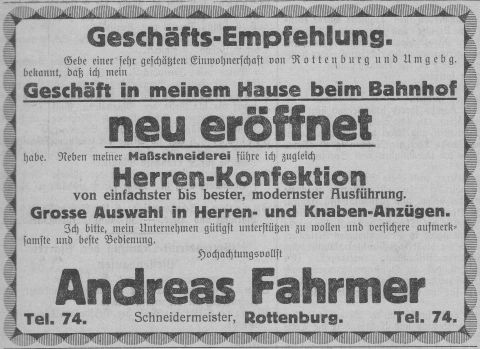 Geschäfts-Empfehlung.
Gebe einer sehr geschätzten Einwohnerschaft von Rottenburg und Umgebg.
bekannt, daß ich mein
Geschäft in meinem Hause beim Bahnhof
neu eröffnet
habe. Neben meiner Maßschneiderei führe ich zugleich
Herren-Konfektion
von einfachster bis bester, modernster Ausführung.
Grosse Auswahl in Herren- und Knaben-Anzügen.
Ich bitte, mein Unternehmen gütigst unterstützen zu wollen und versichere aufmerk-
samste und beste Bedienung.
Hochachtungsvollst
Andreas Fahrmer
Tel. 74. Schneidermeister, Rottenburg. Tel. 74.